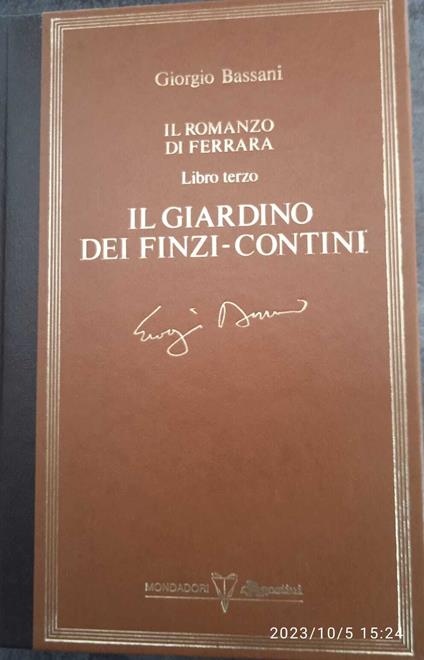 Giorgio Bassani
IL ROMANZO
DI FERRARA
Libro terzo
IL GIARDINO
DEI FINZI-CONTINI
MONDADORI DeAgostini
2023/10/5 15:24